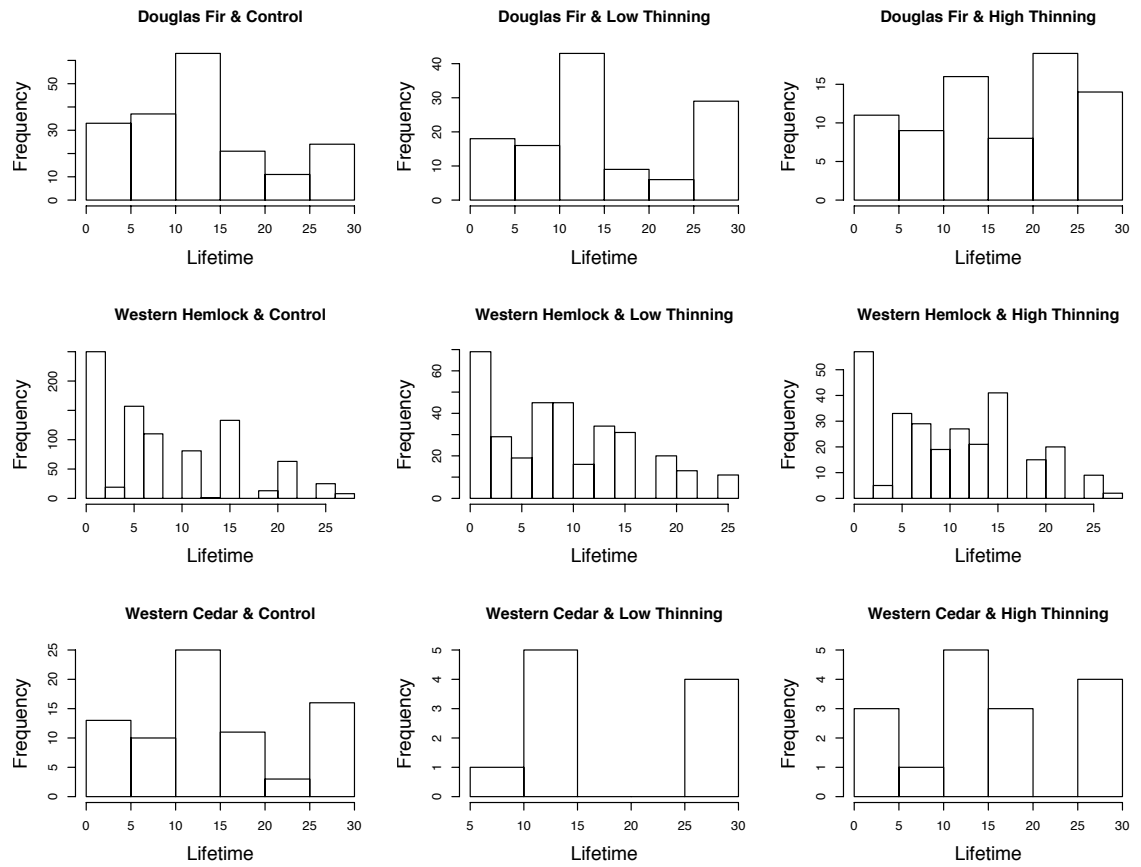 Douglas Fir & Control
Frequency
0 10 30 50
0 5 10 15 20 25 30
Lifetime
Douglas Fir & Low Thinning
Frequency
0 10 20 30 40
0 5 10 15 20 25 30
Lifetime
Douglas Fir & High Thinning
Frequency
0 5 10 15
0 5 10 15 20 25 30
Lifetime
Western Hemlock & Control
Frequency
0 50 100 200
0 5 10 15 20 25
Lifetime
Western Hemlock & Low Thinning
Frequency
0 20 40 60
0 5 10 15 20 25
Lifetime
Western Hemlock & High Thinning
Frequency
0 10 20 30 40 50
0 5 10 15 20 25
Lifetime
Western Cedar & Control
Frequency
0 5 10 15 20 25
0 5 10 15 20 25 30
Lifetime
Western Cedar & Low Thinning
Frequency
0 1 2 3 4 5
5 10 15 20 25 30
Lifetime
Western Cedar & High Thinning
Frequency
0 1 2 3 4 5
0 5 10 15 20 25 30
Lifetime